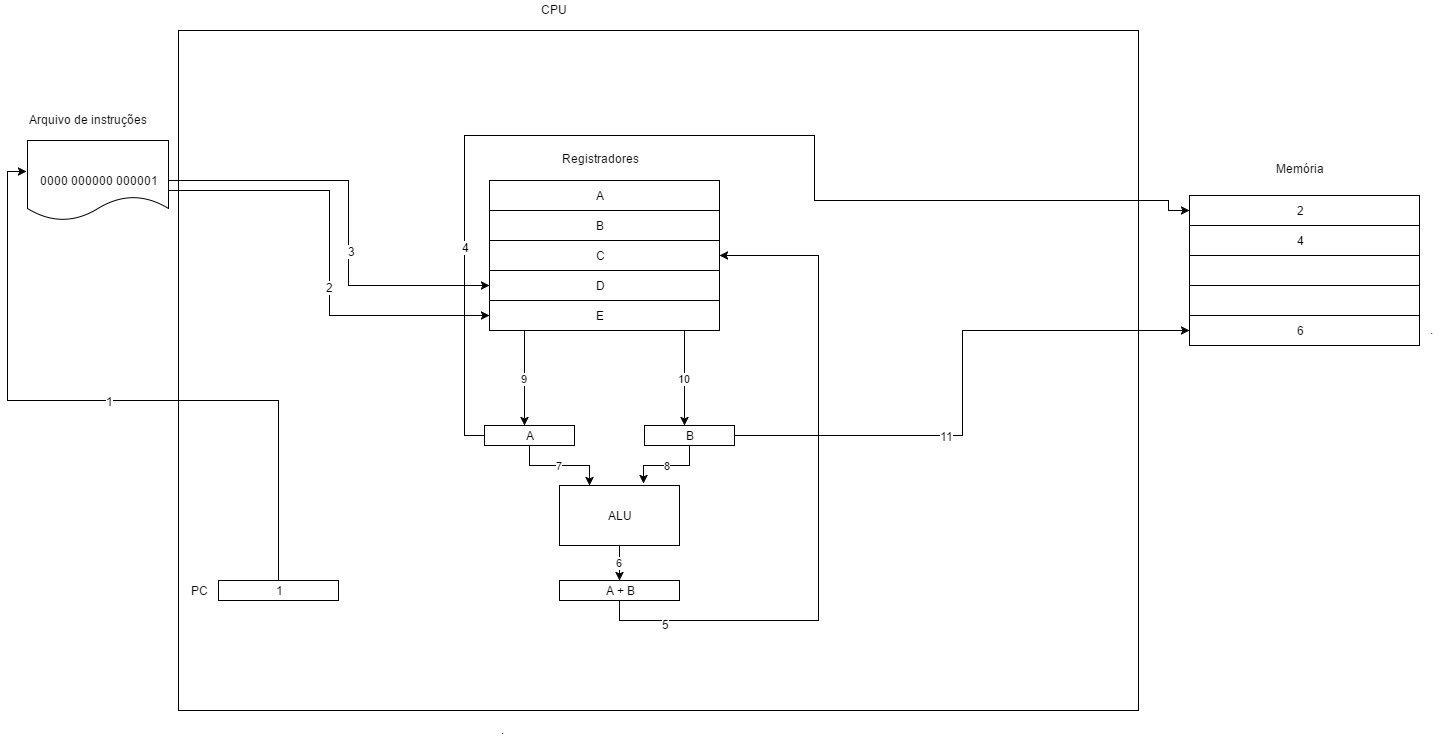 CPU
Arquivo de instruções
0000 000000 000001
Registradores
A
B
C
D
E
Memória
2
4
6
.
3
2
4
9
10
1
A
B
11
7
8
ALU
6
PC
1
A + B
5